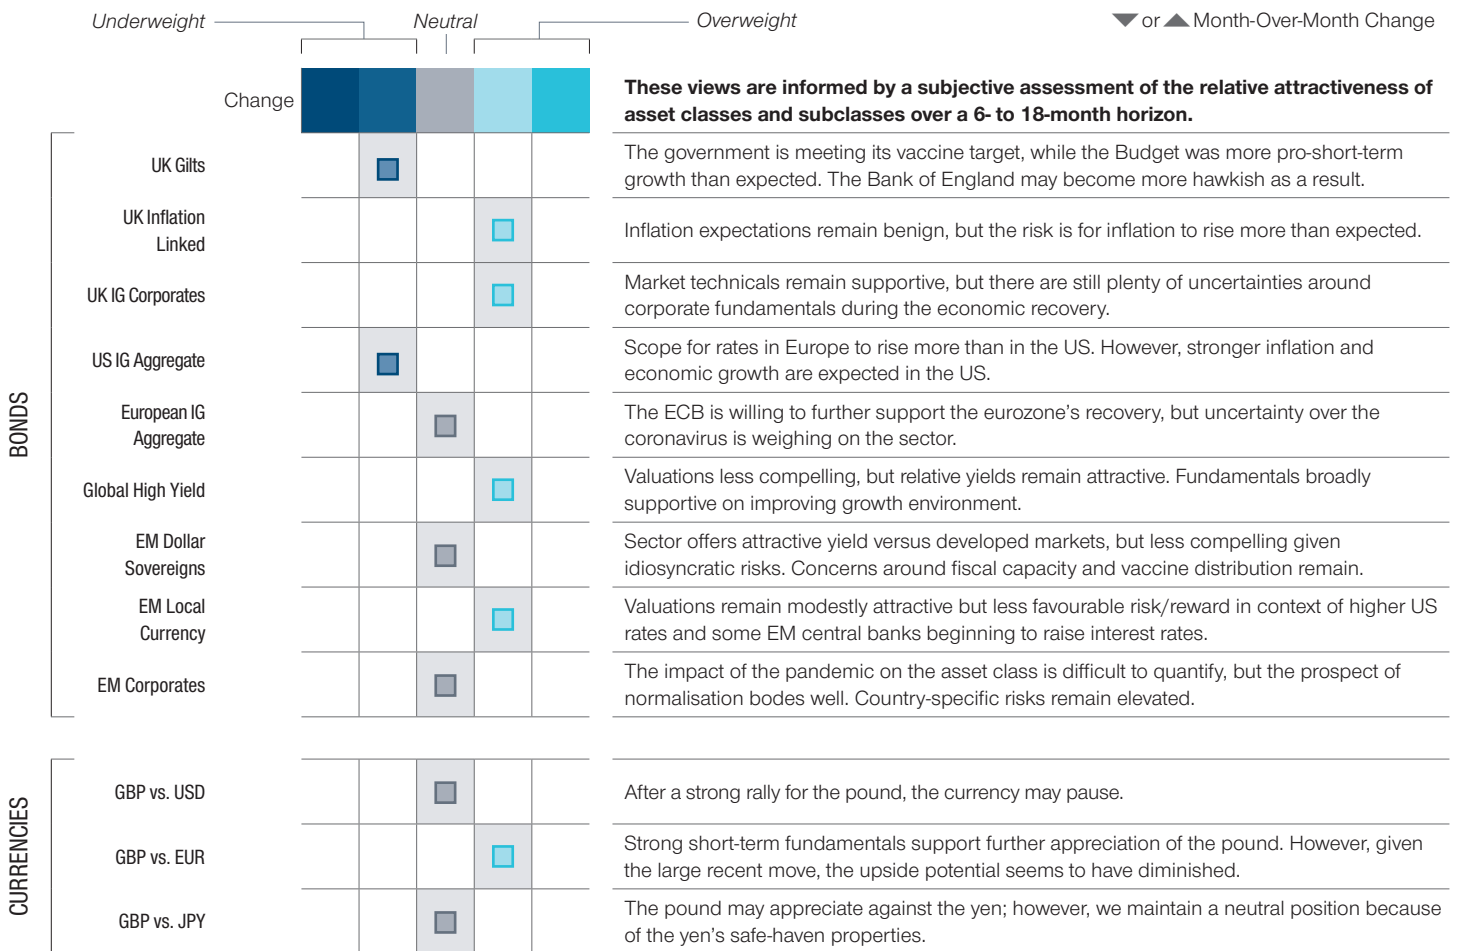 Underweight
Neutral
Overweight
or Month-Over-Month Change
Change
These views are informed by a subjective assessment of the relative attractiveness of
asset classes and subclasses over a 6- to 18-month horizon.
BONDS
UK Gilts
The government is meeting its vaccine target, while the Budget was more pro-short-term
growth than expected. The Bank of England may become more hawkish as a result.
UK Inflation
Linked
Inflation expectations remain benign, but the risk is for inflation to rise more than expected.
UK IG Corporates
Market technicals remain supportive, but there are still plenty of uncertainties around
corporate fundamentals during the economic recovery.
US IG Aggregate
Scope for rates in Europe to rise more than in the US. However, stronger inflation and
economic growth are expected in the US.
European IG
Aggregate
The ECB is willing to further support the eurozone's recovery, but uncertainty over the
coronavirus is weighing on the sector.
Global High Yield
Valuations less compelling, but relative yields remain attractive. Fundamentals broadly
supportive on improving growth environment.
EM Dollar
Sovereigns
Sector offers attractive yield versus developed markets, but less compelling given
idiosyncratic risks. Concerns around fiscal capacity and vaccine distribution remain.
EM Local
Currency
Valuations remain modestly attractive but less favourable risk/reward in context of higher US
rates and some EM central banks beginning to raise interest rates.
EM Corporates
The impact of the pandemic on the asset class is difficult to quantify, but the prospect of
normalisation bodes well. Country-specific risks remain elevated.
CURRENCIES
GBP vs. USD
After a strong rally for the pound, the currency may pause.
GBP vs. EUR
Strong short-term fundamentals support further appreciation of the pound. However, given
the large recent move, the upside potential seems to have diminished.
GBP vs. JPY
The pound may appreciate against the yen; however, we maintain a neutral position because
of the yen's safe-haven properties.